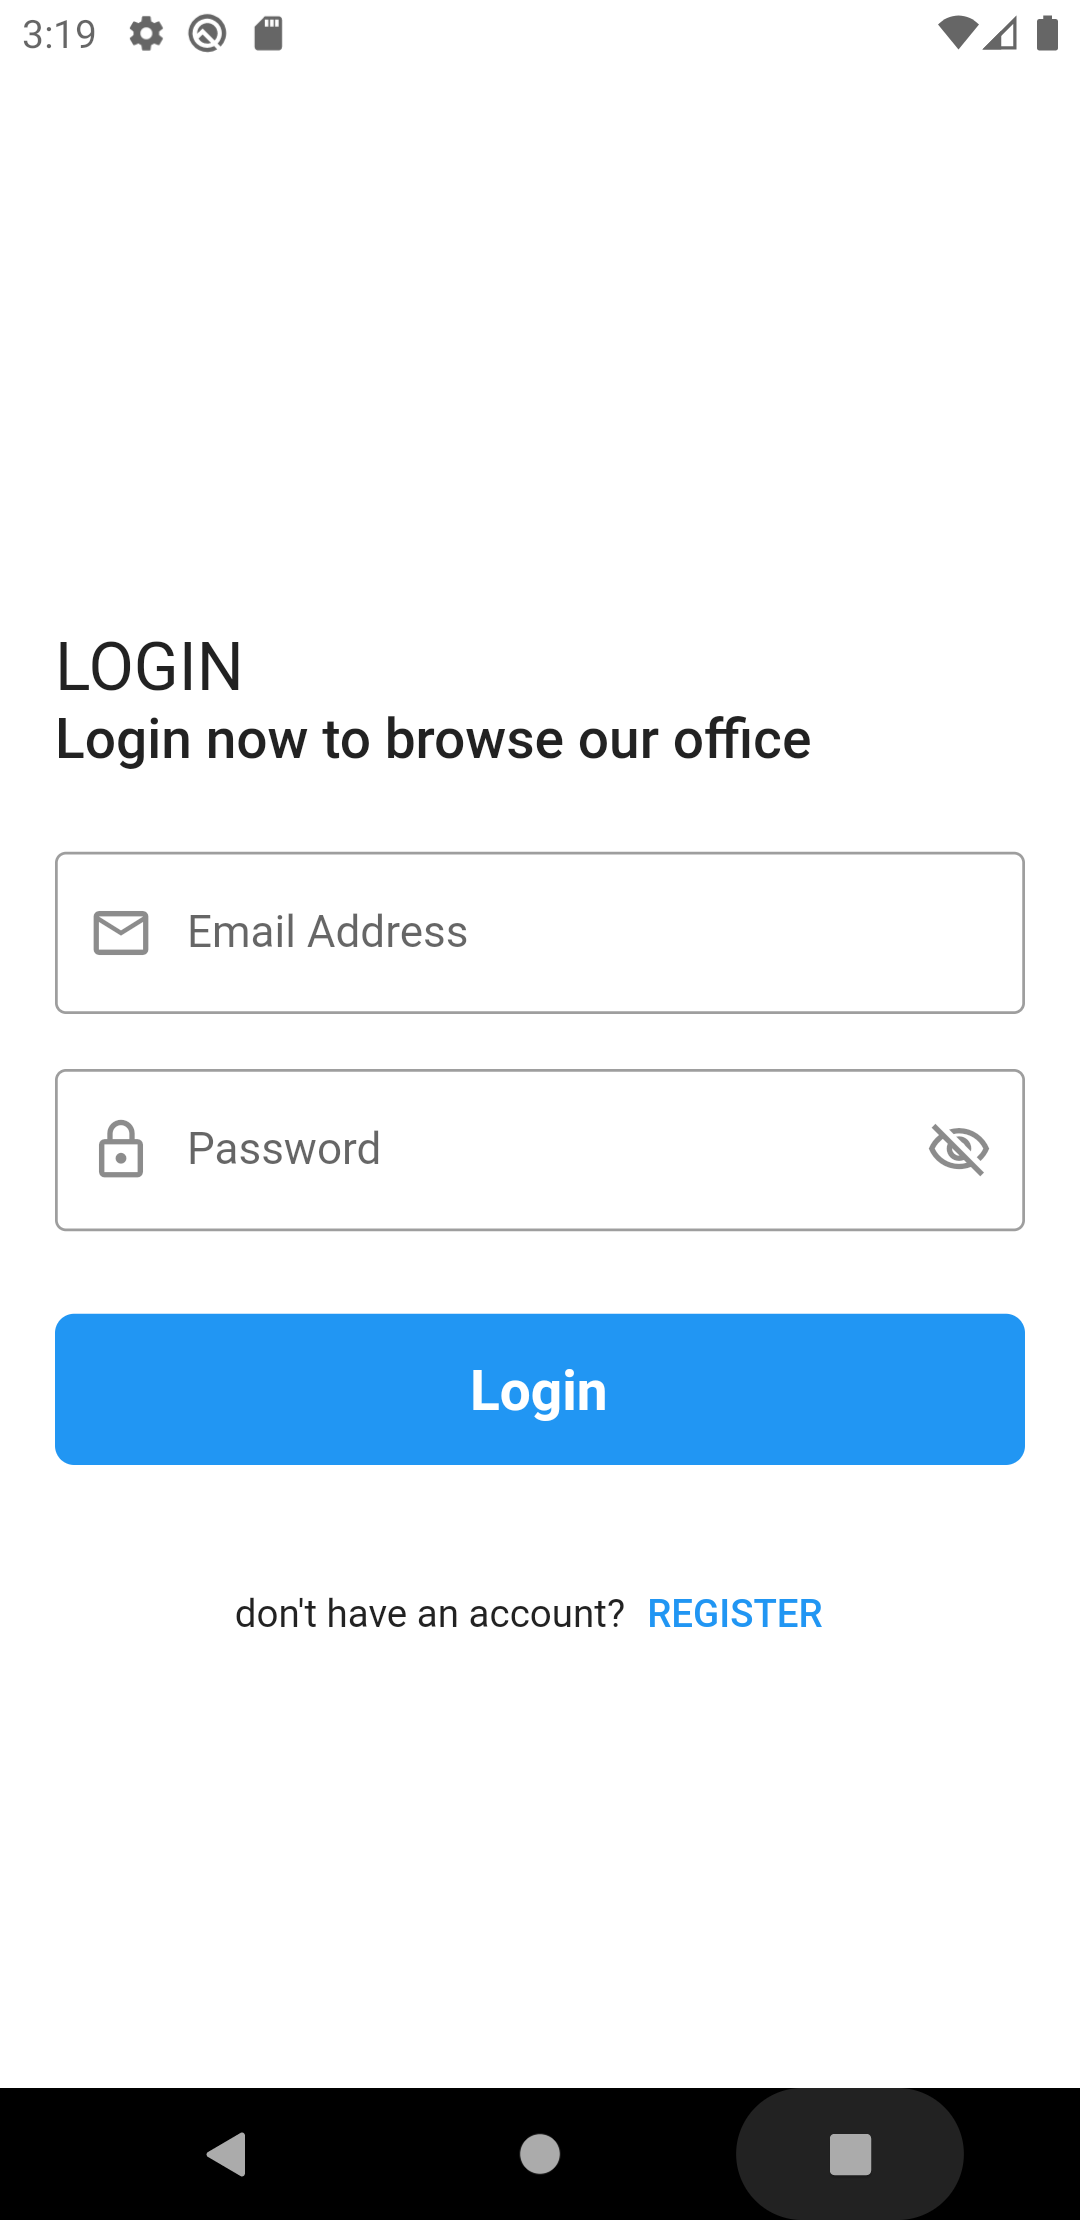 3:19
LOGIN
Login now to browse our office
Email Address
Password
Login
don't have an account? REGISTER